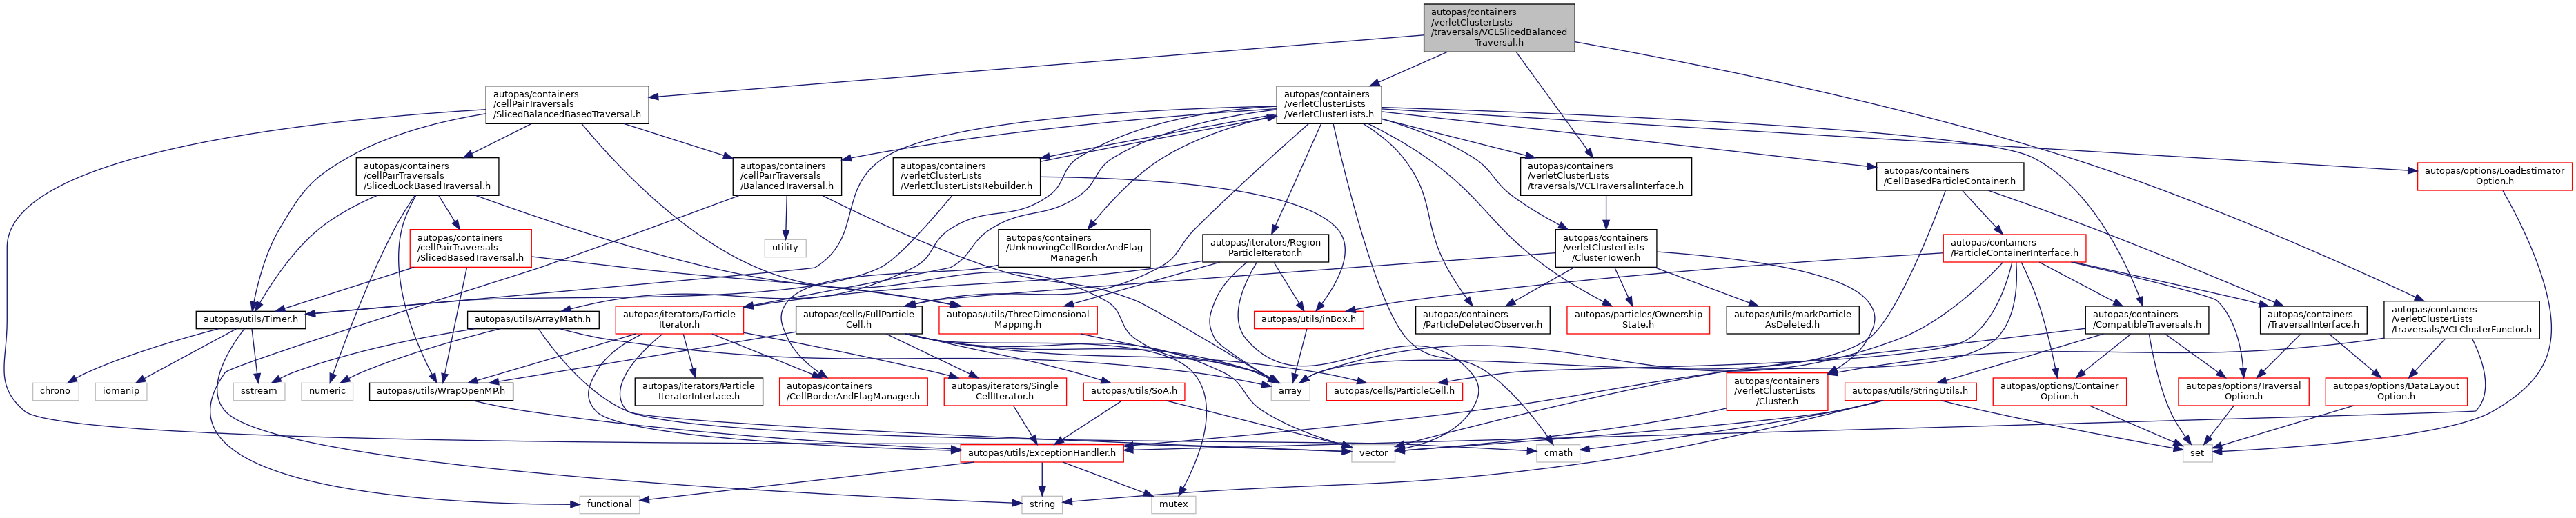 autopas/containers
/verletClusterLists
/traversals/VCLSlicedBalanced
Traversal.h
autopas/containers
/cellPairTraversals
/SlicedBalancedBasedTraversal.h
autopas/containers
/verletClusterLists
/VerletClusterLists.h
autopas/containers
/cellPairTraversals
/SlicedLockBasedTraversal.h
autopas/containers
/cellPairTraversals
/BalancedTraversal.h
autopas/containers
/verletClusterLists
/VerletClusterListsRebuilder.h
autopas/containers
/verletClusterLists
/traversals/VCLTraversalInterface.h
autopas/containers
/CellBasedParticleContainer.h
autopas/options/LoadEstimator
Option.h
autopas/containers
/cellPairTraversals
/SlicedBasedTraversal.h
utility
autopas/containers
/UnknowingCellBorderAndFlag
Manager.h
autopas/iterators/Region
ParticleIterator.h
autopas/containers
/verletClusterLists
/ClusterTower.h
autopas/containers
/ParticleContainerInterface.h
autopas/utils/Timer.h
autopas/utils/ArrayMath.h
autopas/iterators/Particle
Iterator.h
autopas/cells/FullParticle
Cell.h
autopas/utils/ThreeDimensional
Mapping.h
autopas/utils/inBox.h
autopas/containers
/ParticleDeletedObserver.h
autopas/particles/Ownership
State.h
autopas/utils/markParticle
AsDeleted.h
autopas/containers
/CompatibleTraversals.h
autopas/containers
/TraversalInterface.h
autopas/containers
/verletClusterLists
/traversals/VCLClusterFunctor.h
chrono
iomanip
sstream
numeric
autopas/utils/WrapOpenMP.h
autopas/iterators/Particle
IteratorInterface.h
autopas/containers
/CellBorderAndFlagManager.h
autopas/iterators/Single
CellIterator.h
autopas/utils/SoA.h
array
autopas/cells/ParticleCell.h
autopas/containers
/verletClusterLists
/Cluster.h
autopas/utils/StringUtils.h
autopas/options/Container
Option.h
autopas/options/Traversal
Option.h
autopas/options/DataLayout
Option.h
autopas/utils/ExceptionHandler.h
vector
cmath
set
functional
string
mutex